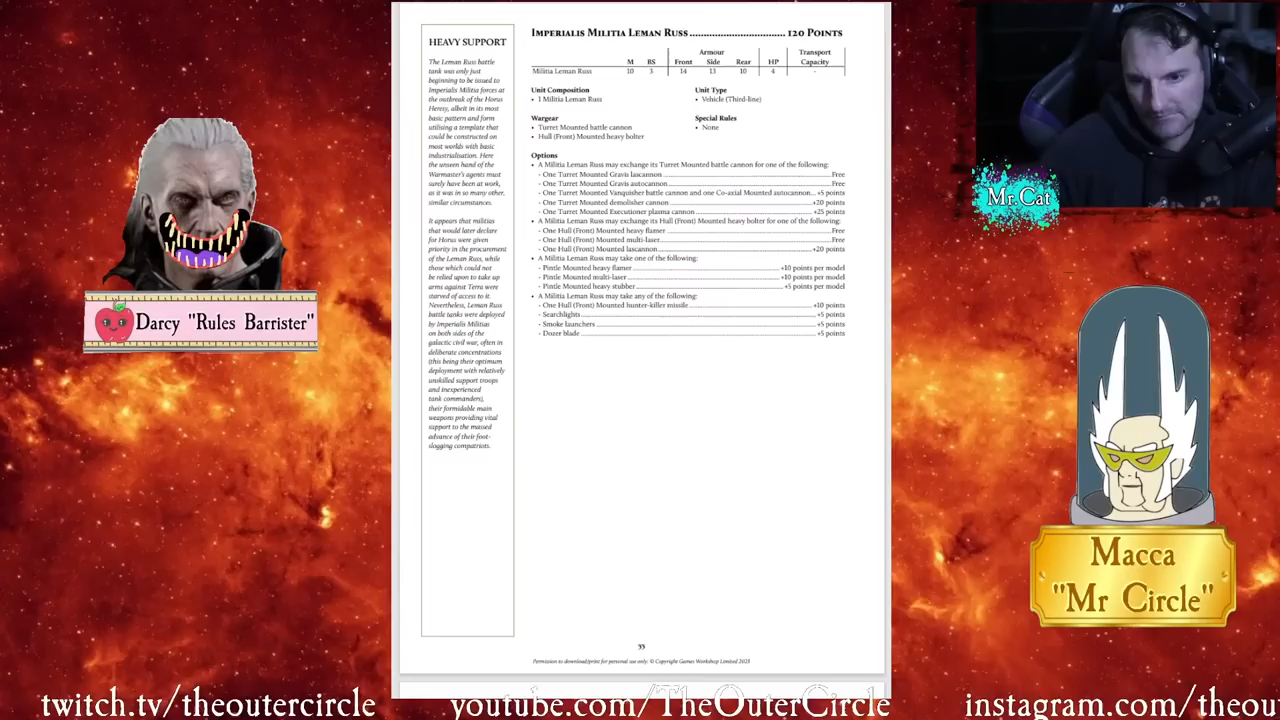 HEAVY SUPPORT
The Leman Russ battle
tank was only just
beginning to be issued to
Imperialis Militia forces at
the outbreak of the Horus
Heresy, albeit in its most
basic pattern and form
utilising a template that
could be constructed on
most worlds with basic
industrialisation. Here
the unseen hand of the
Warmaster's agents must
surely have been at work,
as it was in so many other,
similar circumstances.
It appears that militias
that would later declare
for Horus were given
priority in the procurement
of the Leman Russ, while
those which could not
be relied upon to take up
arms against Terra were
starved of access to it.
Nevertheless, Leman Russ
battle tanks were deployed
by Imperialis Militias
on both sides of the
galactic civil war, often in
deliberate concentrations
(this being their optimum
deployment with relatively
unskilled support troops
and inexperienced
tank commanders),
their formidable main
weapons providing vital
support to the massed
advance of their foot-
slogging compatriots.
Imperialis Militia Leman Russ ................................ 120 Points
Armour Transport
M BS Front Side Rear HP Capacity
Militia Leman Russ 10 3 14 13 10 4 -
Unit Composition
• 1 Militia Leman Russ
Unit Type
• Vehicle (Third-line)
Wargear
• Turret Mounted battle cannon
• Hull (Front) Mounted heavy bolter
Special Rules
• None
Options
• A Militia Leman Russ may exchange its Turret Mounted battle cannon for one of the following:
- One Turret Mounted Gravis lascannon ........ Free
- One Turret Mounted Gravis autocannon ........ Free
- One Turret Mounted Vanquisher battle cannon and one Co-axial Mounted autocannon... +5 points
- One Turret Mounted demolisher cannon ........ +20 points
- One Turret Mounted Executioner plasma cannon ........ +25 points
• A Militia Leman Russ may exchange its Hull (Front) Mounted heavy bolter for one of the following:
- One Hull (Front) Mounted heavy flamer ........ Free
- One Hull (Front) Mounted multi-laser ........ Free
- One Hull (Front) Mounted lascannon ........ +20 points
• A Militia Leman Russ may take one of the following:
- Pintle Mounted heavy flamer ........ +10 points per model
- Pintle Mounted multi-laser ........ +10 points per model
- Pintle Mounted heavy stubber ........ +5 points per model
• A Militia Leman Russ may take any of the following:
- One Hull (Front) Mounted hunter-killer missile ........ +10 points
- Searchlights ........ +5 points
- Smoke launchers ........ +5 points
- Dozer blade ........ +5 points
55
Permission to download/print for personal use only. © Copyright Games Workshop Limited 2023
Darcy "Rules Barrister"
Mr.Cat
Macca
"Mr Circle"
twitch.tv/theoutercircle youtube.com/TheOuterCircle instagram.com/theou